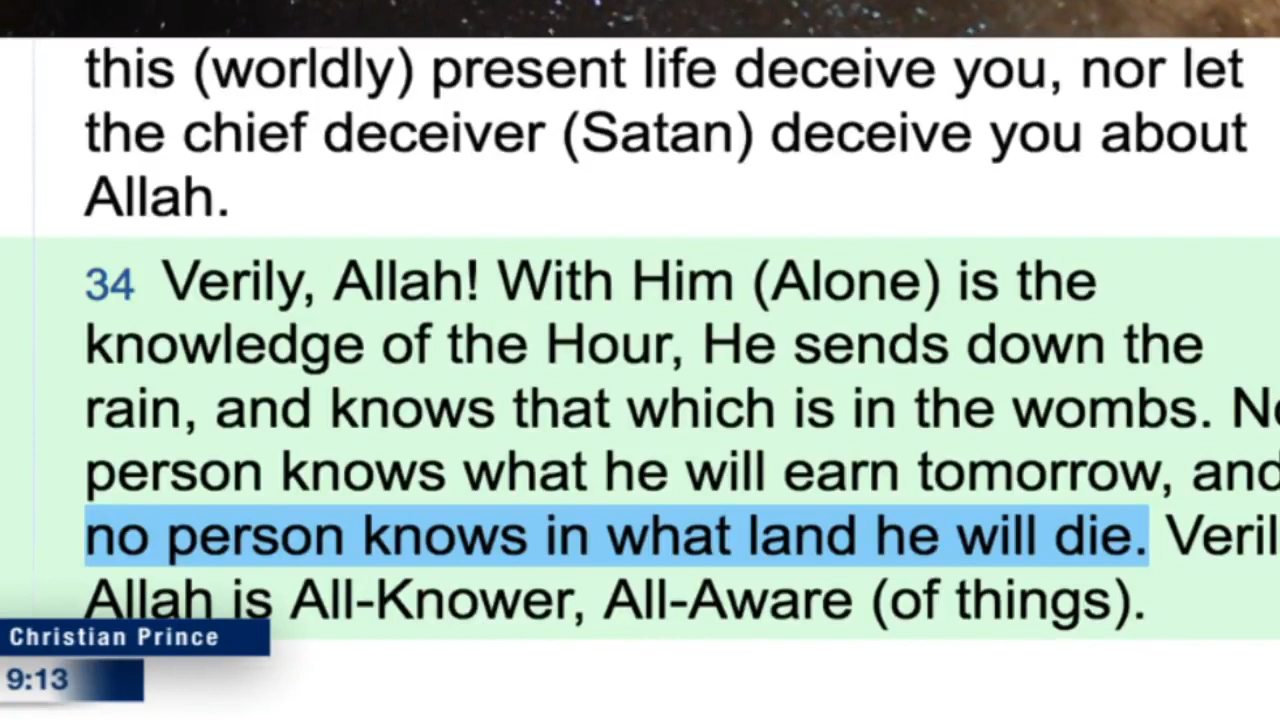 this (worldly) present life deceive you, nor let
the chief deceiver (Satan) deceive you about
Allah.
34 Verily, Allah! With Him (Alone) is the
knowledge of the Hour, He sends down the
rain, and knows that which is in the wombs.
person knows what he will earn tomorrow, and
no person knows in what land he will die.
Allah is All-Knower, All-Aware (of things).
Christian Prince
9:13